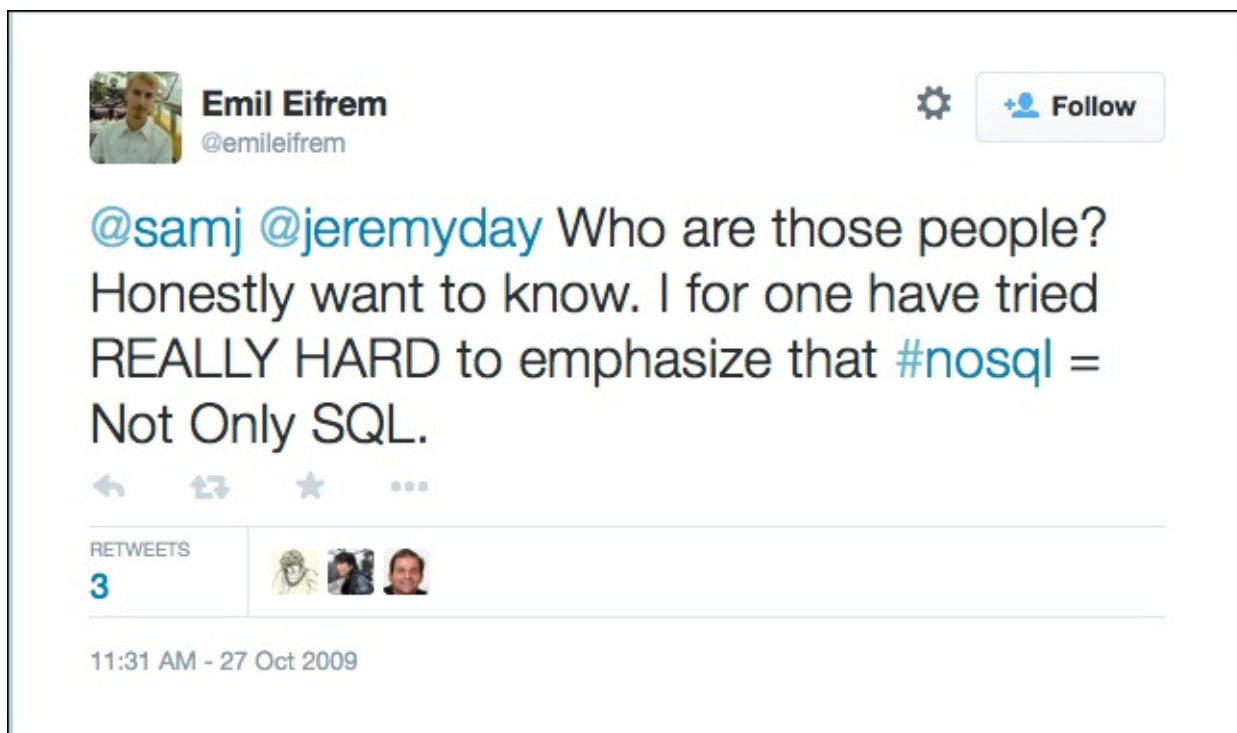 Emil Eifrem
@emileifrem
Follow
@samj @jeremyday Who are those people?
Honestly want to know. I for one have tried
REALLY HARD to emphasize that #nosql =
Not Only SQL.
RETWEETS
3
11:31 AM - 27 Oct 2009